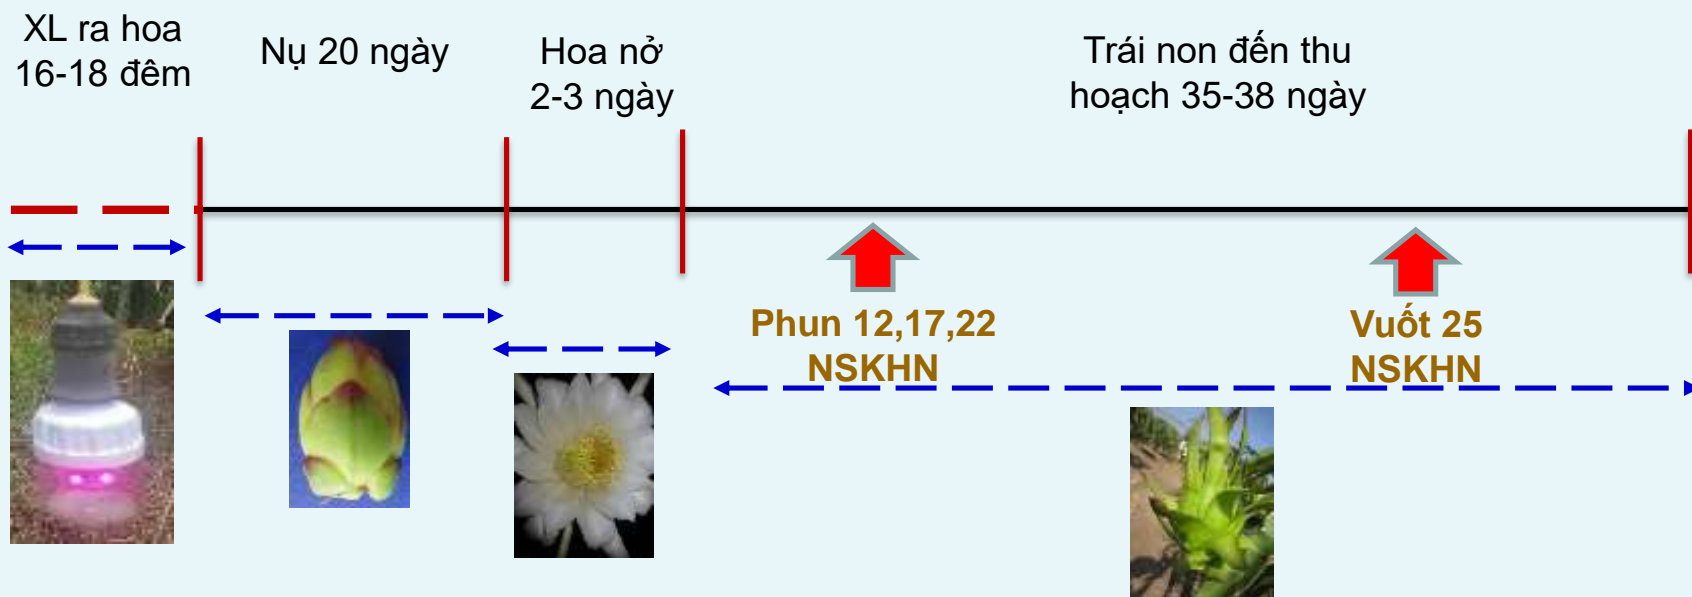 XL ra hoa
16-18 đêm
Nụ 20 ngày
Hoa nở
2-3 ngày
Trái non đến thu
hoạch 35-38 ngày
Phun 12,17,22
NSKHN
Vuốt 25
NSKHN